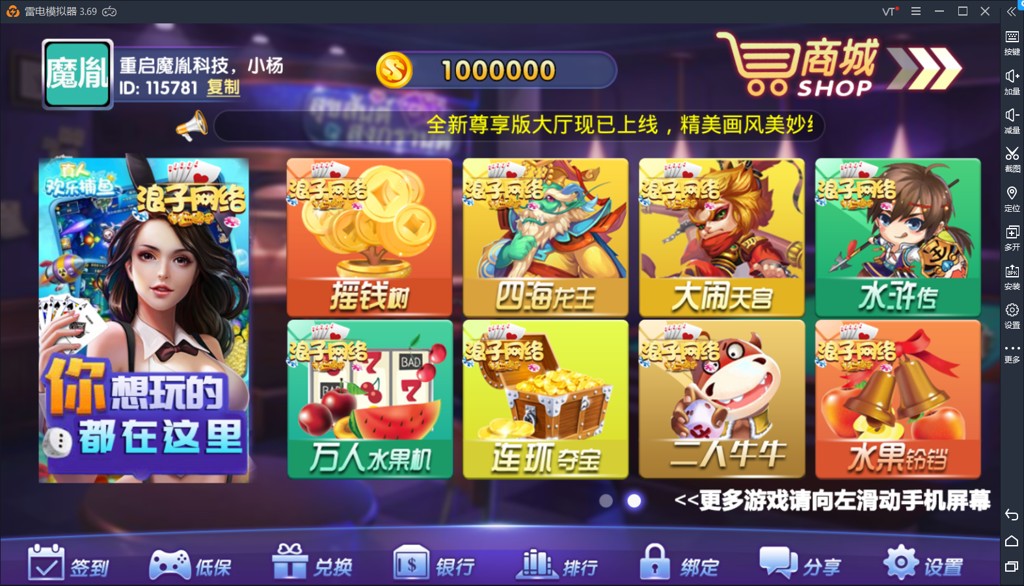 雷电模拟器 3.69
VT
魔胤
重启魔胤科技，小杨
ID: 115781 复制
1000000
商城
SHOP
全新尊享版大厅现已上线，精美画风美妙
真人
欢乐捕鱼
浪子网络
你想玩的
都在这里
浪子网络
摇钱树
浪子网络
四海龙王
浪子网络
大闹天宫
浪子网络
水浒传
浪子网络
BAR
BAD
7
7
万人水果机
浪子网络
连环夺宝
浪子网络
二人牛牛
浪子网络
水果铃铛
<<更多游戏请向左滑动手机屏幕
签到
低保
兑换
银行
排行
绑定
分享
设置
按键
加量
减量
截图
定位
多开
安装
设置
更多